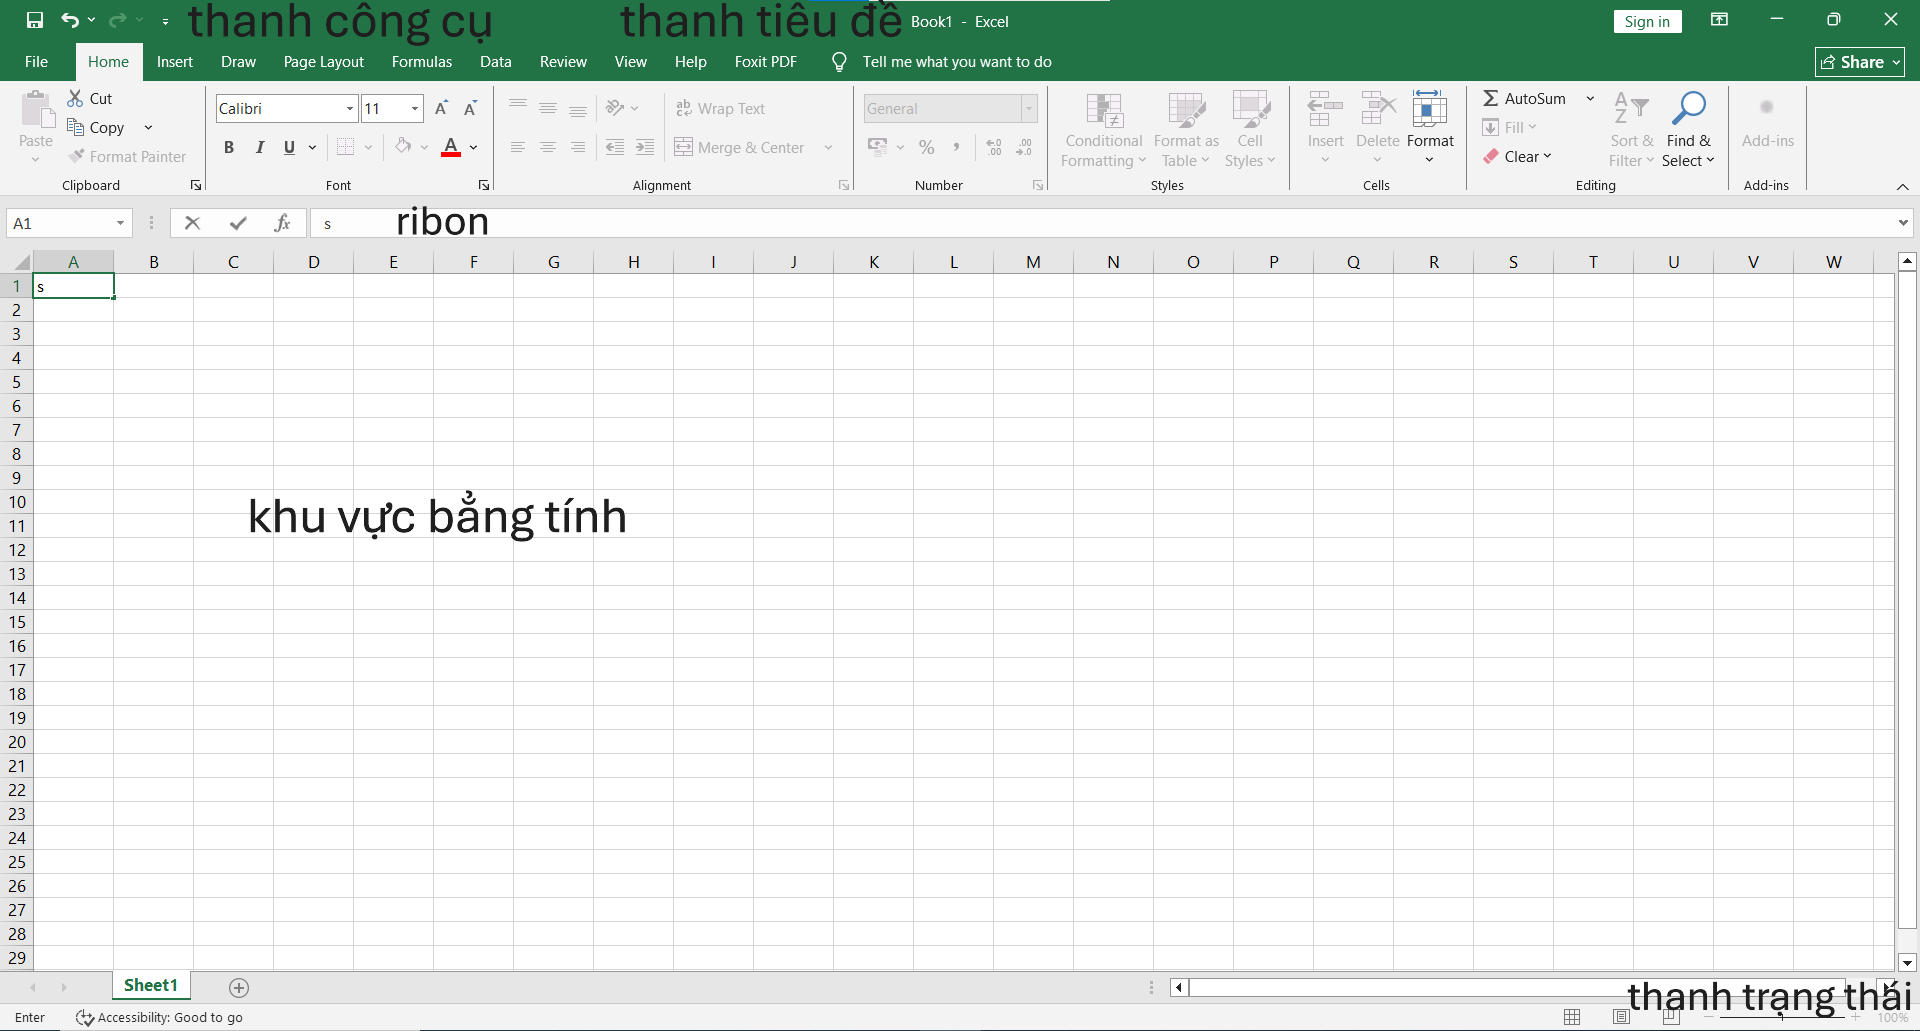 thanh công cụ thanh tiêu đề Book1 - Excel Sign in
File Home Insert Draw Page Layout Formulas Data Review View Help Foxit PDF Tell me what you want to do Share
Paste
Cut
Copy
Format Painter
Clipboard
Calibri 11
B I U A
Font
ab Wrap Text
Merge & Center
Alignment
General
% ,
Number
Conditional Formatting
Format as Table
Cell Styles
Styles
Insert
Delete
Format
Cells
AutoSum
Fill
Clear
Sort & Filter
Find & Select
Editing
Add-ins
Add-ins
A1 fx s ribon
A B C D E F G H I J K L M N O P Q R S T U V W
1 s
2
3
4
5
6
7
8
9
10
khu vực bảng tính
11
12
13
14
15
16
17
18
19
20
21
22
23
24
25
26
27
28
29
Sheet1
thanh trạng thái
Enter Accessibility: Good to go 100%